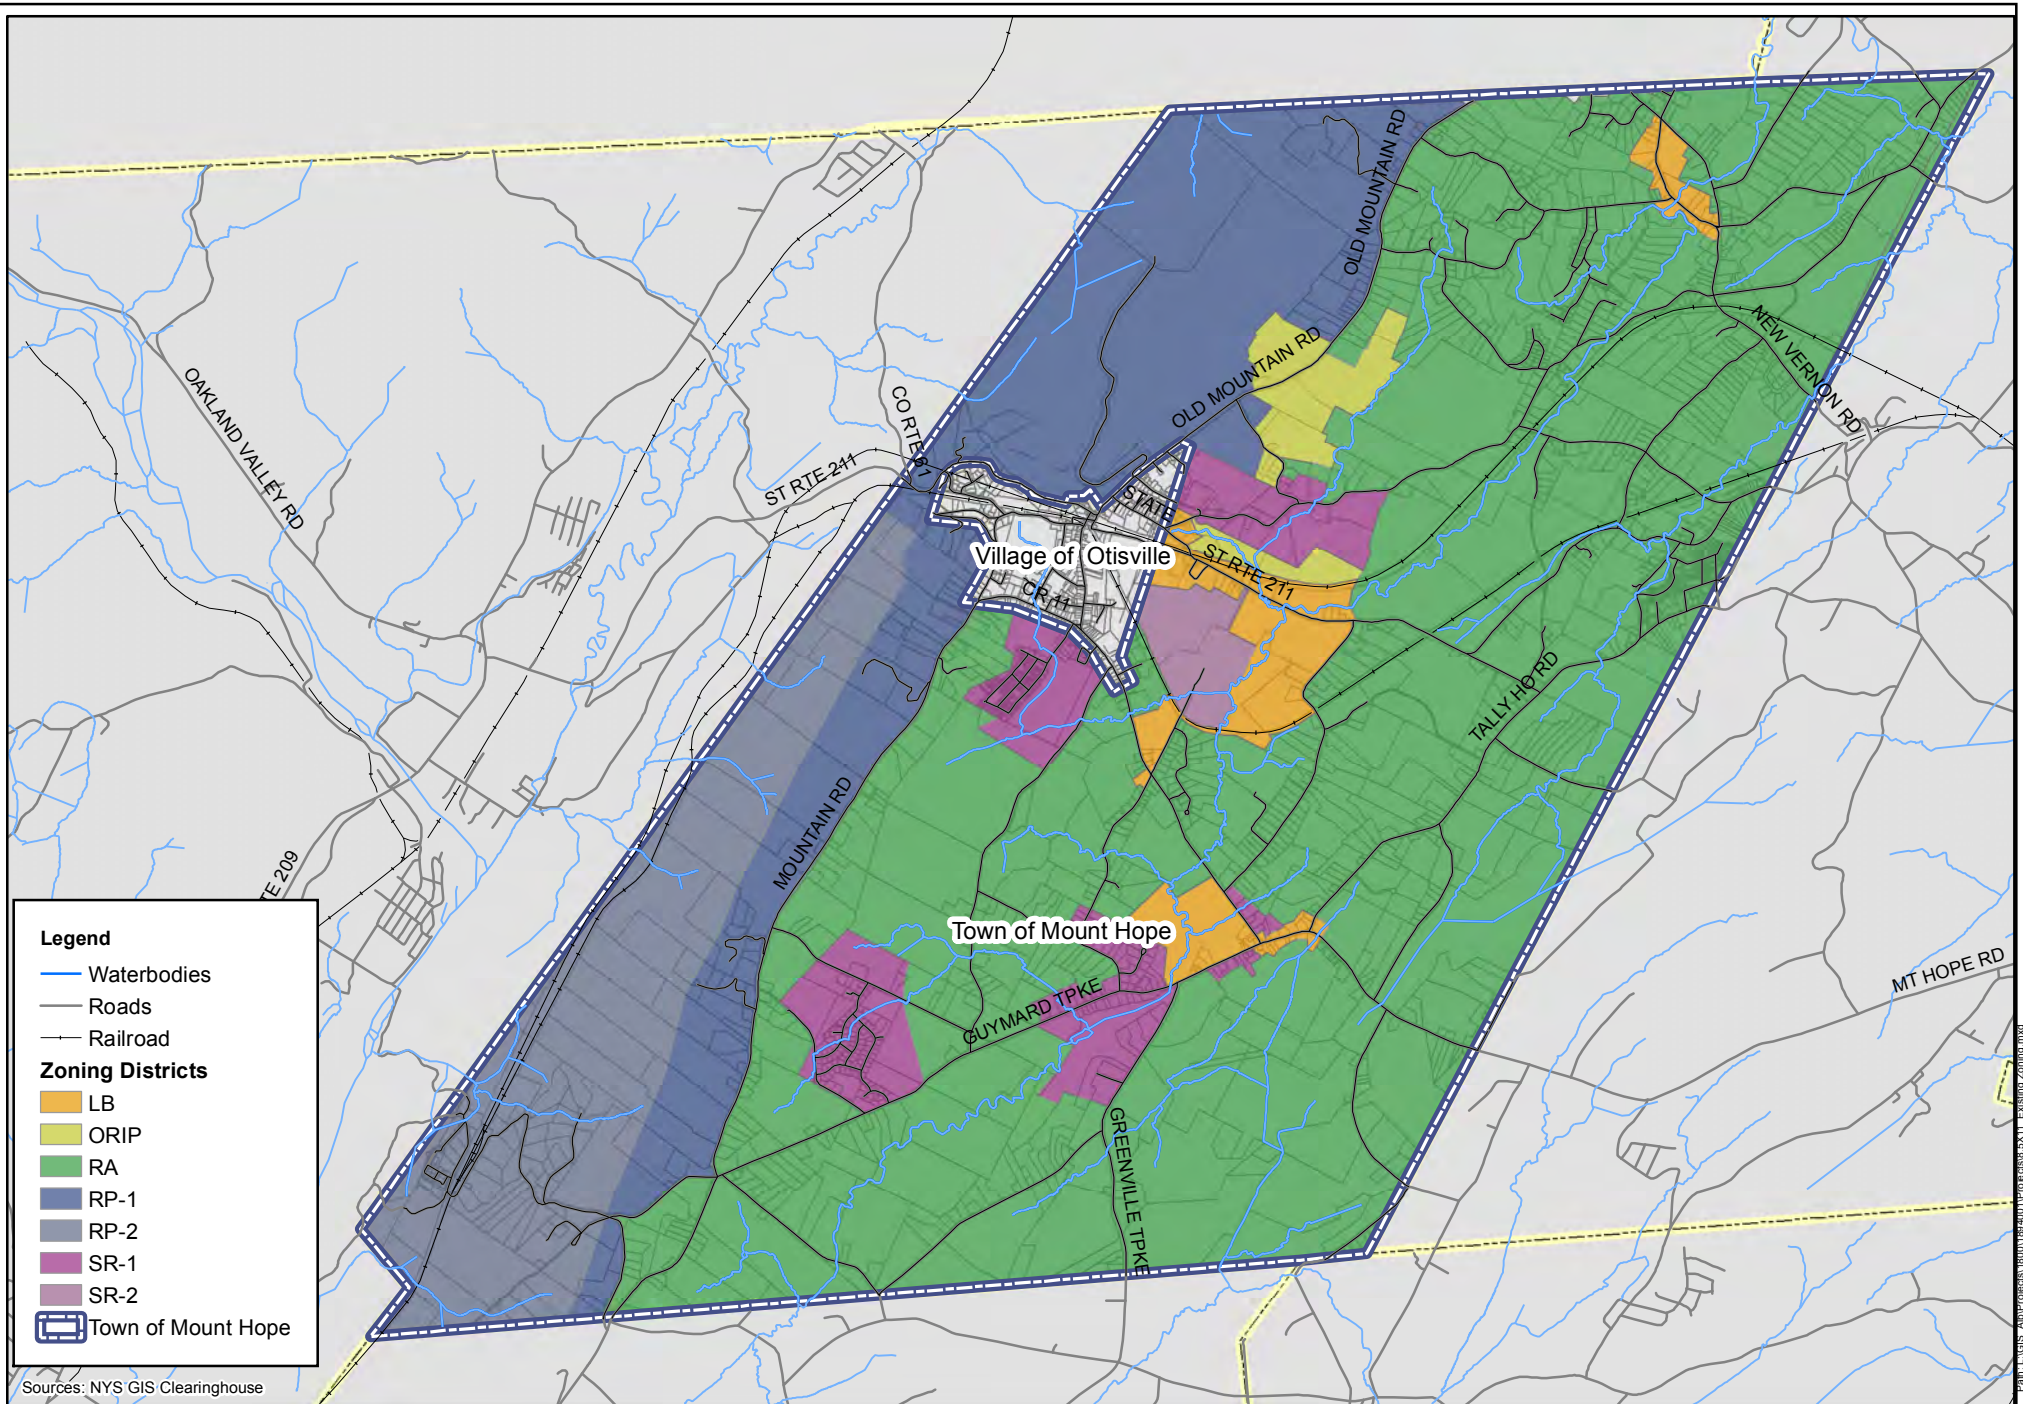 OLD MOUNTAIN RD
OLD MOUNTAIN RD
NEW VERNON RD
OAKLAND VALLEY RD
CO RTE 61
ST RTE 211
STATE
Village of Otisville
ST RTE 211
CR 11
TALLY HO RD
MOUNTAIN RD
TE 209
Town of Mount Hope
MT HOPE RD
GUYMARD TPKE
GREENVILLE TPKE
Legend
Waterbodies
Roads
Railroad
Zoning Districts
LB
ORIP
RA
RP-1
RP-2
SR-1
SR-2
Town of Mount Hope
Sources: NYS GIS Clearinghouse